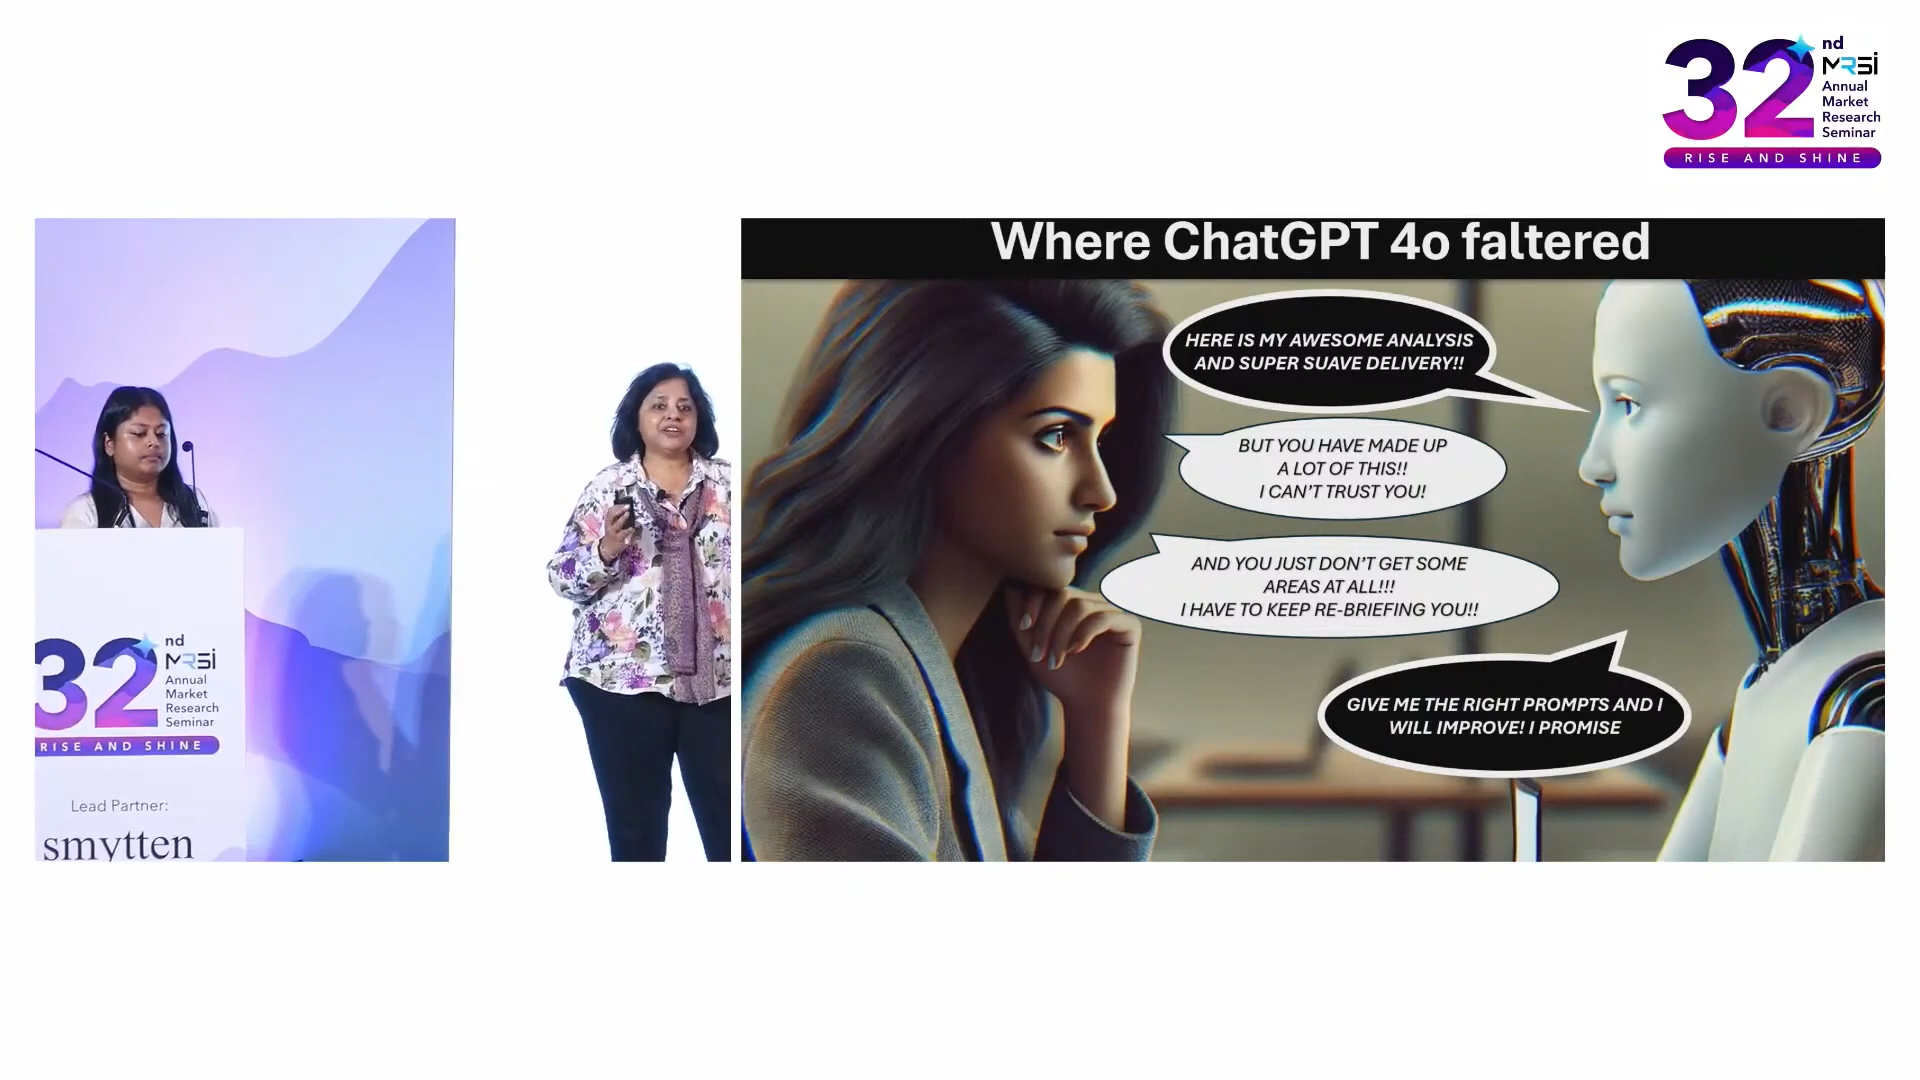 32nd
MRSi
Annual
Market
Research
Seminar
RISE AND SHINE
Where ChatGPT 4o faltered
HERE IS MY AWESOME ANALYSIS
AND SUPER SUAVE DELIVERY!!
BUT YOU HAVE MADE UP
A LOT OF THIS!!
I CAN'T TRUST YOU!
AND YOU JUST DON'T GET SOME
AREAS AT ALL!!!
I HAVE TO KEEP RE-BRIEFING YOU!!
GIVE ME THE RIGHT PROMPTS AND I
WILL IMPROVE! I PROMISE
32nd
MRSi
Annual
Market
Research
Seminar
RISE AND SHINE
Lead Partner:
smytten